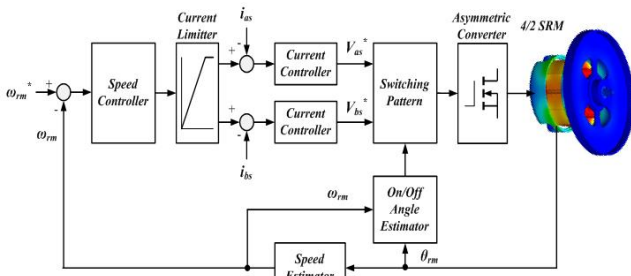 Current
Limitter
i_as
Asymmetric
Converter
4/2 SRM
ω_rm*
+
-
Speed
Controller
+
-
Current
Controller
V_as*
Switching
Pattern
+
-
Current
Controller
V_bs*
ω_rm
i_bs
ω_rm
On/Off
Angle
Estimator
Speed
Estimator
θ_rm